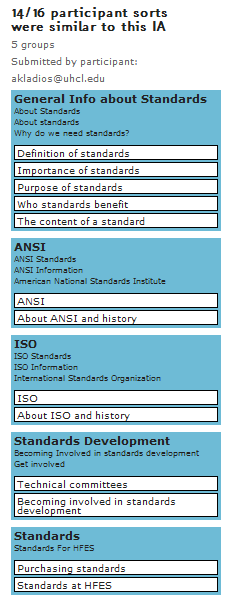 14/16 participant sorts
were similar to this IA
5 groups
Submitted by participant:
akladios@uhcl.edu
General Info about Standards
About Standards
About standards
Why do we need standards?
Definition of standards
Importance of standards
Purpose of standards
Who standards benefit
The content of a standard
ANSI
ANSI Standards
ANSI Information
American National Standards Institute
ANSI
About ANSI and history
ISO
ISO Standards
ISO Information
International Standards Organization
ISO
About ISO and history
Standards Development
Becoming Involved in standards development
Get involved
Technical committees
Becoming involved in standards
development
Standards
Standards For HFES
Purchasing standards
Standards at HFES